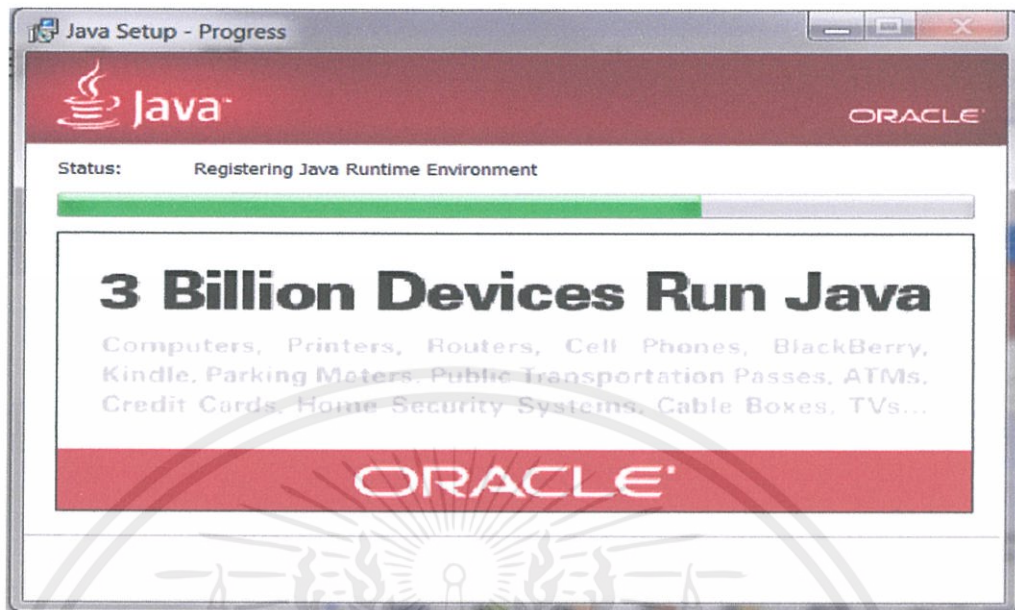 Java Setup - Progress
Java™
ORACLE®
Status: Registering Java Runtime Environment
3 Billion Devices Run Java
Computers, Printers, Routers, Cell Phones, BlackBerry,
Kindle, Parking Meters, Public Transportation Passes, ATMs,
Credit Cards, Home Security Systems, Cable Boxes, TVs...
ORACLE®